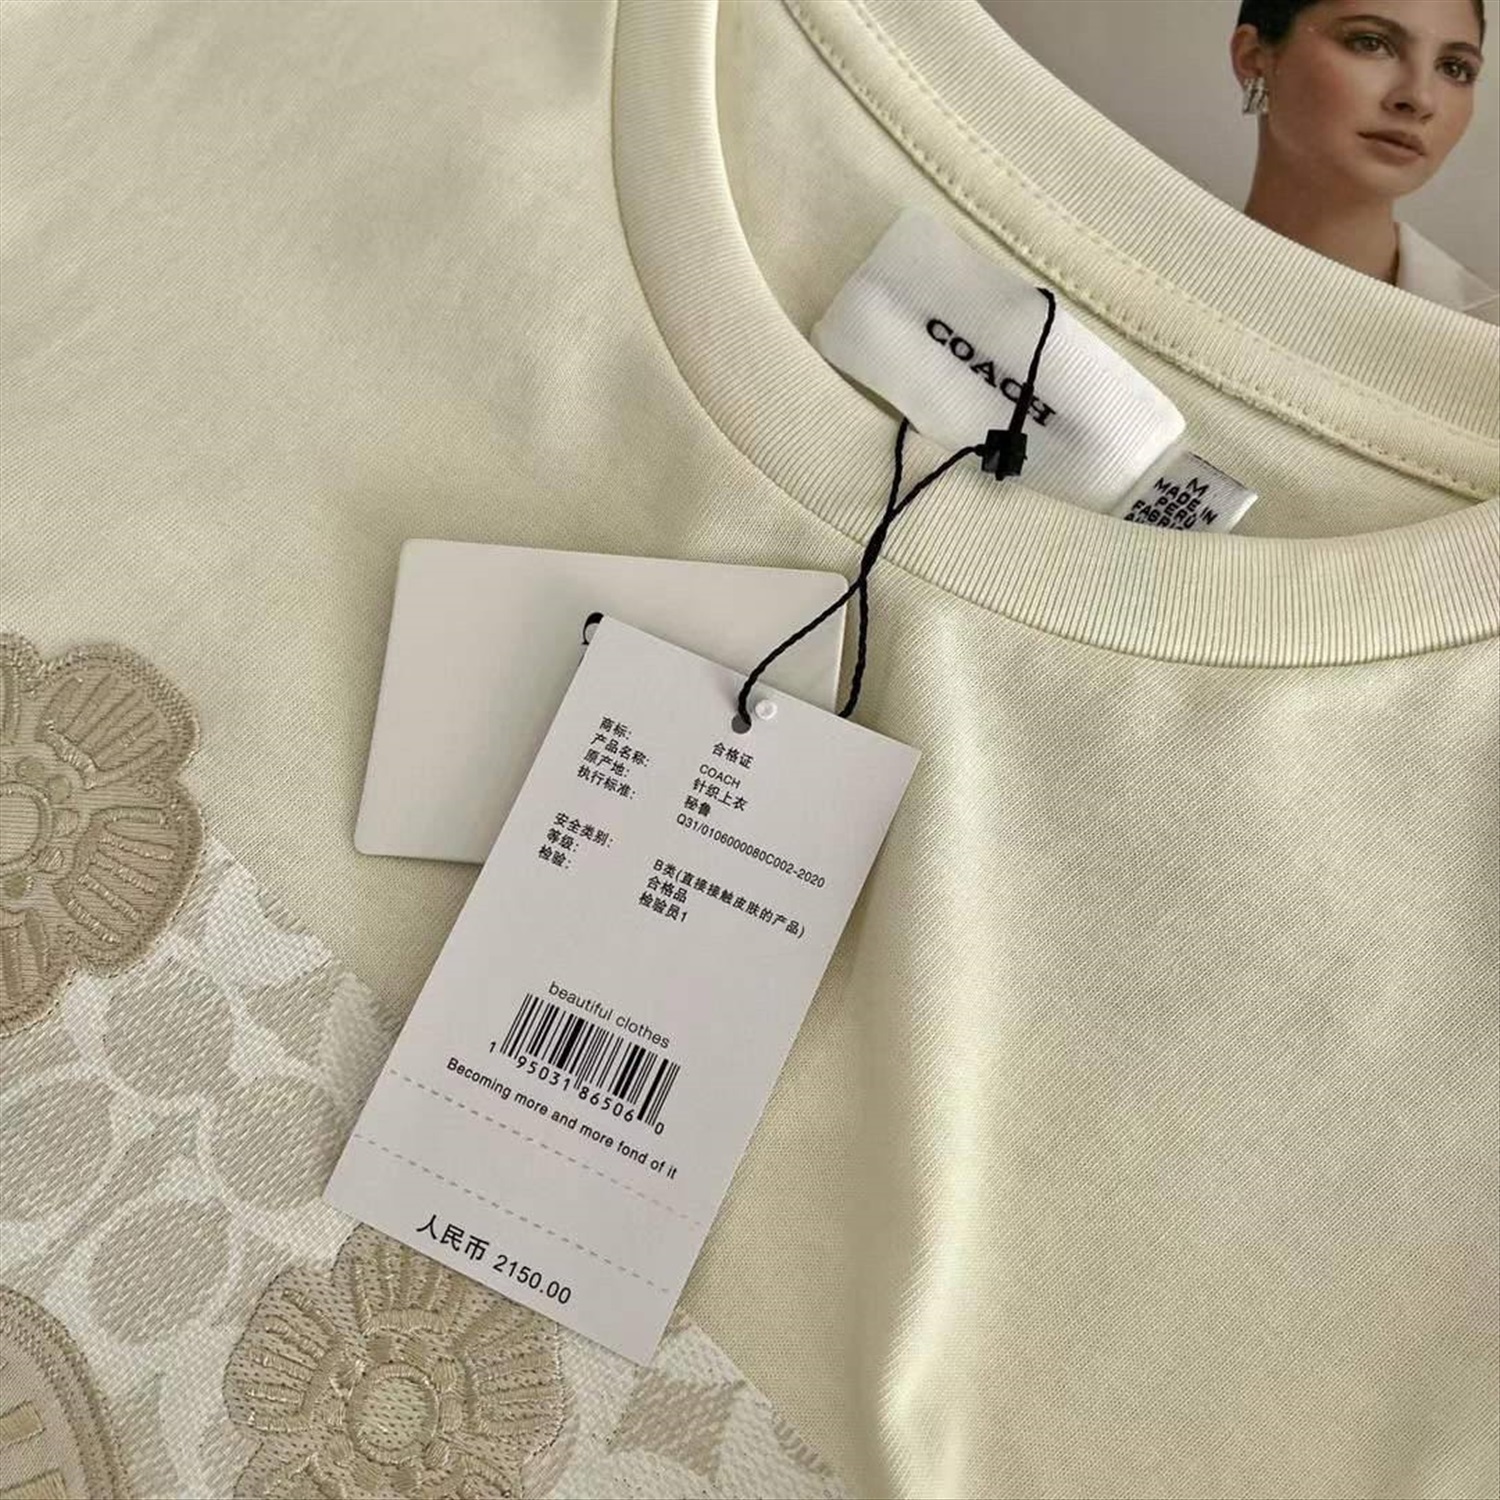 COACH
M
MADE IN
PERU
合格证
商标: COACH
产品名称: 针织上衣
原产地: 秘鲁
执行标准: Q31/0106000080C002-2020
安全类别: B类(直接接触皮肤的产品)
等级: 合格品
检验: 检验员1
beautiful clothes
1 95031 86506 0
Becoming more and more fond of it
人民币 2150.00